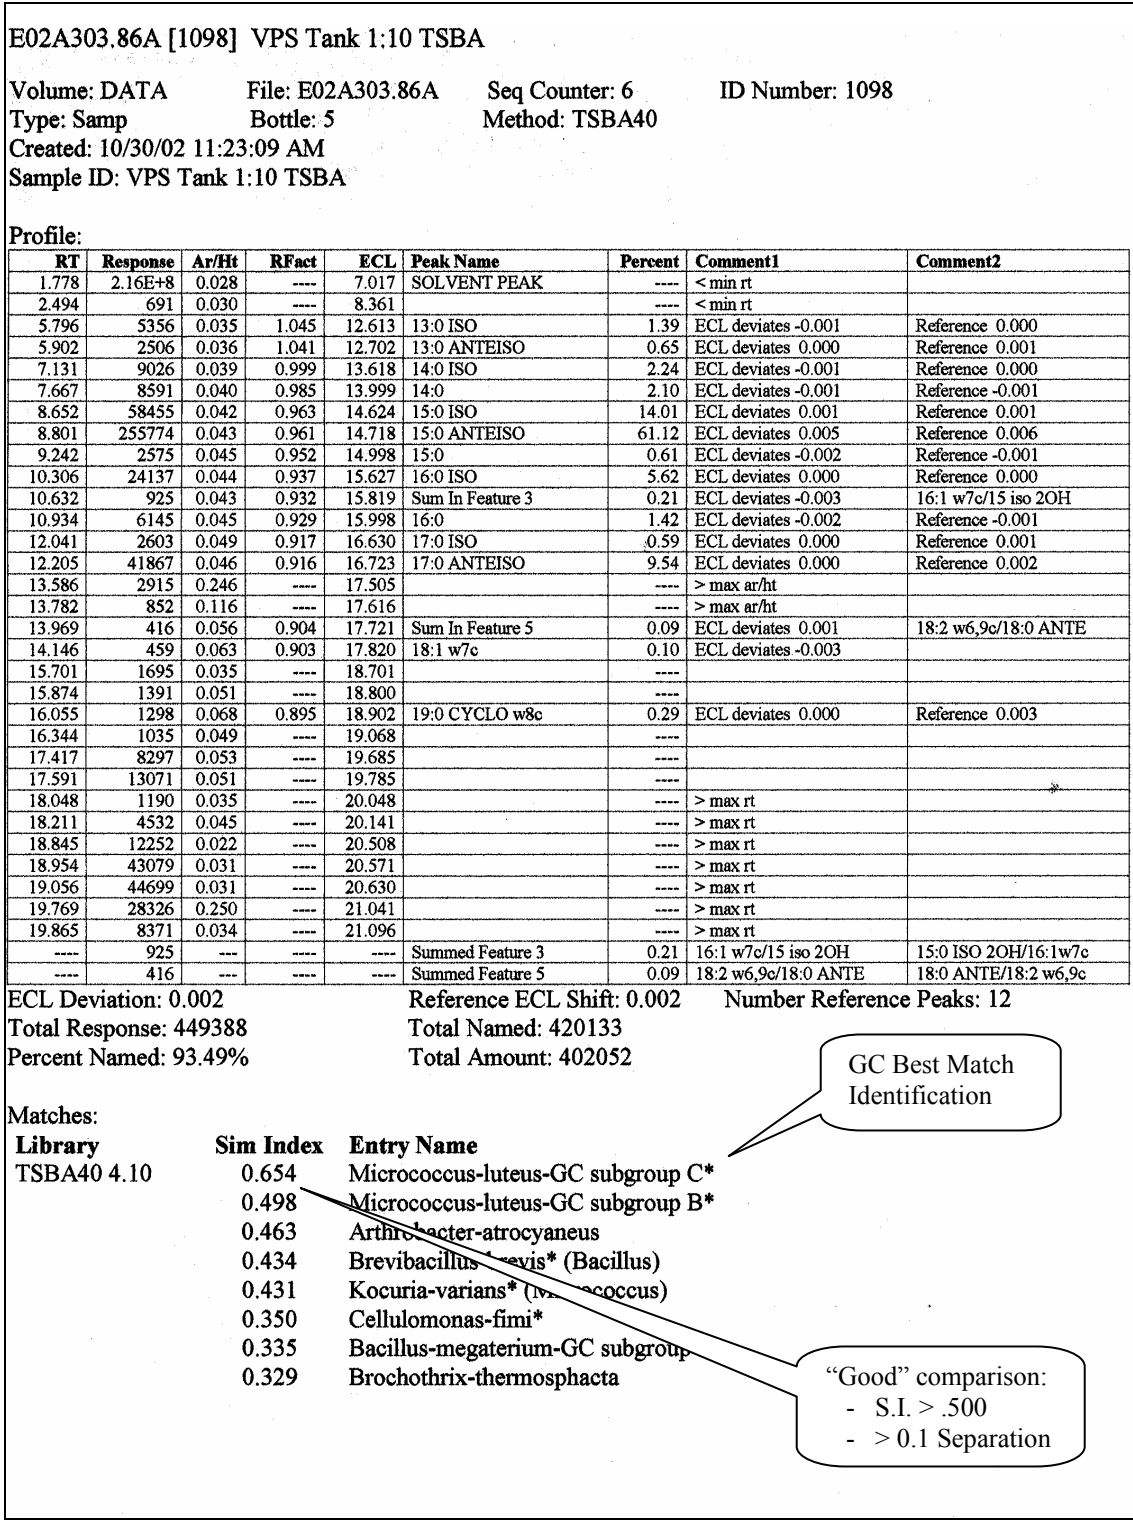 E02A303.86A [1098] VPS Tank 1:10 TSBA
Volume: DATA File: E02A303.86A Seq Counter: 6 ID Number: 1098
Type: Samp Bottle: 5 Method: TSBA40
Created: 10/30/02 11:23:09 AM
Sample ID: VPS Tank 1:10 TSBA
Profile:
RT Response Ar/Ht RFact ECL Peak Name Percent Comment1 Comment2
1.778 2.16E+8 0.028 ---- 7.017 SOLVENT PEAK ---- < min rt
2.494 691 0.030 ---- 8.361 ---- < min rt
5.796 5356 0.035 1.045 12.613 13:0 ISO 1.39 ECL deviates -0.001 Reference 0.000
5.902 2506 0.036 1.041 12.702 13:0 ANTEISO 0.65 ECL deviates 0.000 Reference 0.001
7.131 9026 0.039 0.999 13.618 14:0 ISO 2.24 ECL deviates -0.001 Reference 0.000
7.667 8591 0.040 0.985 13.999 14:0 2.10 ECL deviates -0.001 Reference -0.001
8.652 58455 0.042 0.963 14.624 15:0 ISO 14.01 ECL deviates 0.001 Reference 0.001
8.801 255774 0.043 0.961 14.718 15:0 ANTEISO 61.12 ECL deviates 0.005 Reference 0.006
9.242 2575 0.045 0.952 14.998 15:0 0.61 ECL deviates -0.002 Reference -0.001
10.306 24137 0.044 0.937 15.627 16:0 ISO 5.62 ECL deviates 0.000 Reference 0.000
10.632 925 0.043 0.932 15.819 Sum In Feature 3 0.21 ECL deviates -0.003 16:1 w7c/15 iso 2OH
10.934 6145 0.045 0.929 15.998 16:0 1.42 ECL deviates -0.002 Reference -0.001
12.041 2603 0.049 0.917 16.630 17:0 ISO 0.59 ECL deviates 0.000 Reference 0.001
12.205 41867 0.046 0.916 16.723 17:0 ANTEISO 9.54 ECL deviates 0.000 Reference 0.002
13.586 2915 0.246 ---- 17.505 ---- > max ar/ht
13.782 852 0.116 ---- 17.616 ---- > max ar/ht
13.969 416 0.056 0.904 17.721 Sum In Feature 5 0.09 ECL deviates 0.001 18:2 w6,9c/18:0 ANTE
14.146 459 0.063 0.903 17.820 18:1 w7c 0.10 ECL deviates -0.003
15.701 1695 0.035 ---- 18.701 ----
15.874 1391 0.051 ---- 18.800 ----
16.055 1298 0.068 0.895 18.902 19:0 CYCLO w8c 0.29 ECL deviates 0.000 Reference 0.003
16.344 1035 0.049 ---- 19.068 ----
17.417 8297 0.053 ---- 19.685 ----
17.591 13071 0.051 ---- 19.785 ----
18.048 1190 0.035 ---- 20.048 ---- > max rt
18.211 4532 0.045 ---- 20.141 ---- > max rt
18.845 12252 0.022 ---- 20.508 ---- > max rt
18.954 43079 0.031 ---- 20.571 ---- > max rt
19.056 44699 0.031 ---- 20.630 ---- > max rt
19.769 28326 0.250 ---- 21.041 ---- > max rt
19.865 8371 0.034 ---- 21.096 ---- > max rt
---- 925 --- ---- ---- Summed Feature 3 0.21 16:1 w7c/15 iso 2OH 15:0 ISO 2OH/16:1w7c
---- 416 --- ---- ---- Summed Feature 5 0.09 18:2 w6,9c/18:0 ANTE 18:0 ANTE/18:2 w6,9c
ECL Deviation: 0.002 Reference ECL Shift: 0.002 Number Reference Peaks: 12
Total Response: 449388 Total Named: 420133
Percent Named: 93.49% Total Amount: 402052
GC Best Match
Identification
Matches:
Library Sim Index Entry Name
TSBA40 4.10 0.654 Micrococcus-luteus-GC subgroup C*
0.498 Micrococcus-luteus-GC subgroup B*
0.463 Arthrobacter-atrocyaneus
0.434 Brevibacillus-brevis* (Bacillus)
0.431 Kocuria-varians* (Micrococcus)
0.350 Cellulomonas-fimi*
0.335 Bacillus-megaterium-GC subgroup
0.329 Brochothrix-thermosphacta
“Good” comparison:
- S.I. > .500
- > 0.1 Separation